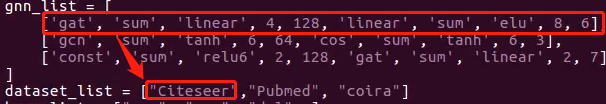 gnn_list = [
['gat', 'sum', 'linear', 4, 128, 'linear', 'sum', 'elu', 8, 6]
['gcn', 'sum', 'tanh', 6, 64, 'cos', 'sum', 'tanh', 6, 3],
['const', 'sum', 'relu6', 2, 128, 'gat', 'sum', 'linear', 2, 7]
]
dataset_list = ["Citeseer","Pubmed", "coira"]